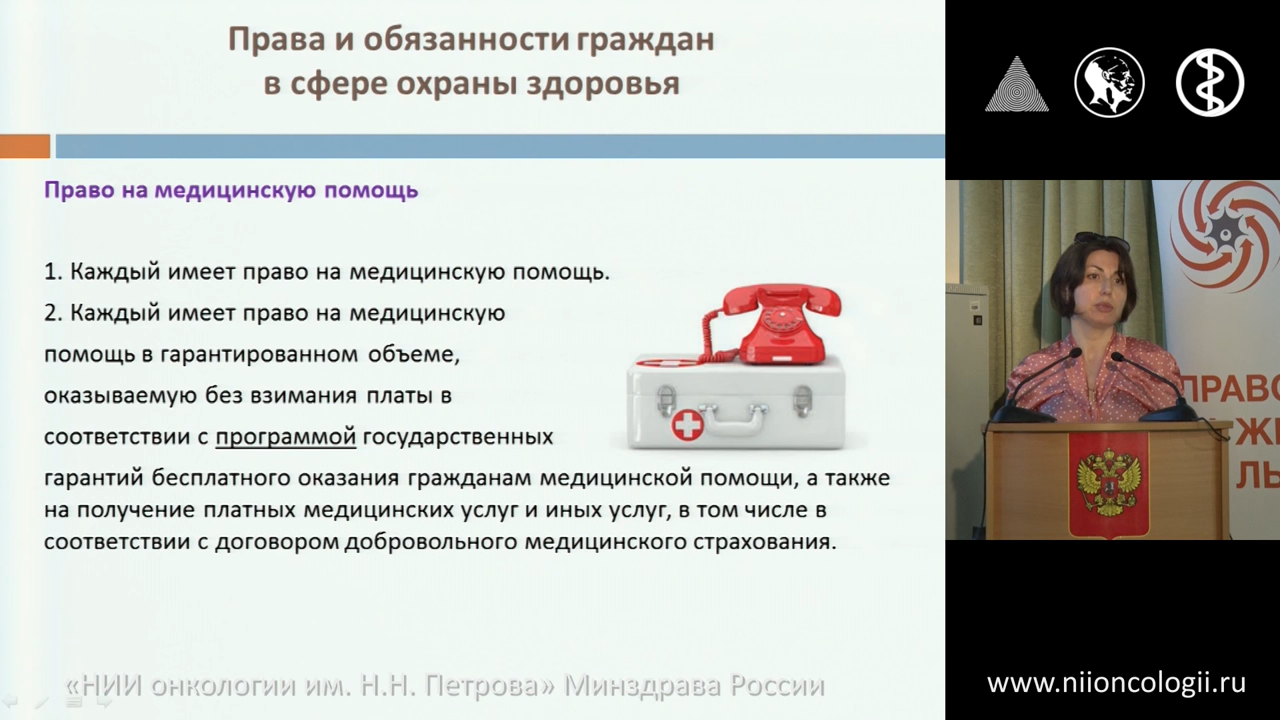 Права и обязанности граждан
в сфере охраны здоровья
Право на медицинскую помощь
1. Каждый имеет право на медицинскую помощь.
2. Каждый имеет право на медицинскую
помощь в гарантированном объеме,
оказываемую без взимания платы в
соответствии с программой государственных
гарантий бесплатного оказания гражданам медицинской помощи, а также
на получение платных медицинских услуг и иных услуг, в том числе в
соответствии с договором добровольного медицинского страхования.
«НИИ онкологии им. Н.Н. Петрова» Минздрава России
www.niioncologii.ru